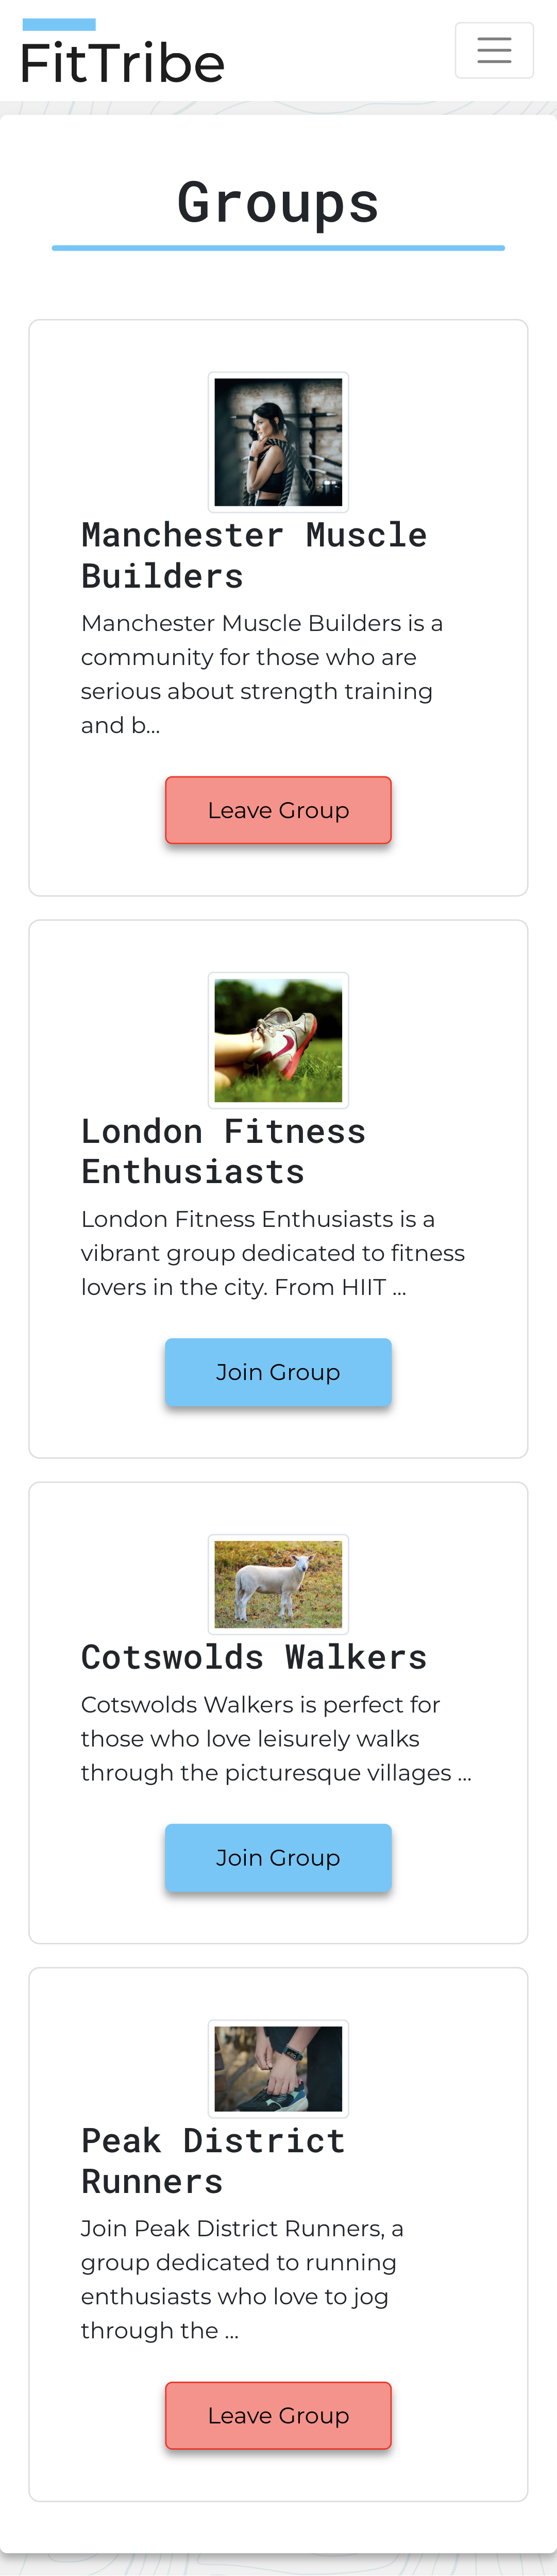 FitTribe
Groups
Manchester Muscle
Builders
Manchester Muscle Builders is a
community for those who are
serious about strength training
and b...
Leave Group
London Fitness
Enthusiasts
London Fitness Enthusiasts is a
vibrant group dedicated to fitness
lovers in the city. From HIIT ...
Join Group
Cotswolds Walkers
Cotswolds Walkers is perfect for
those who love leisurely walks
through the picturesque villages ...
Join Group
Peak District
Runners
Join Peak District Runners, a
group dedicated to running
enthusiasts who love to jog
through the ...
Leave Group